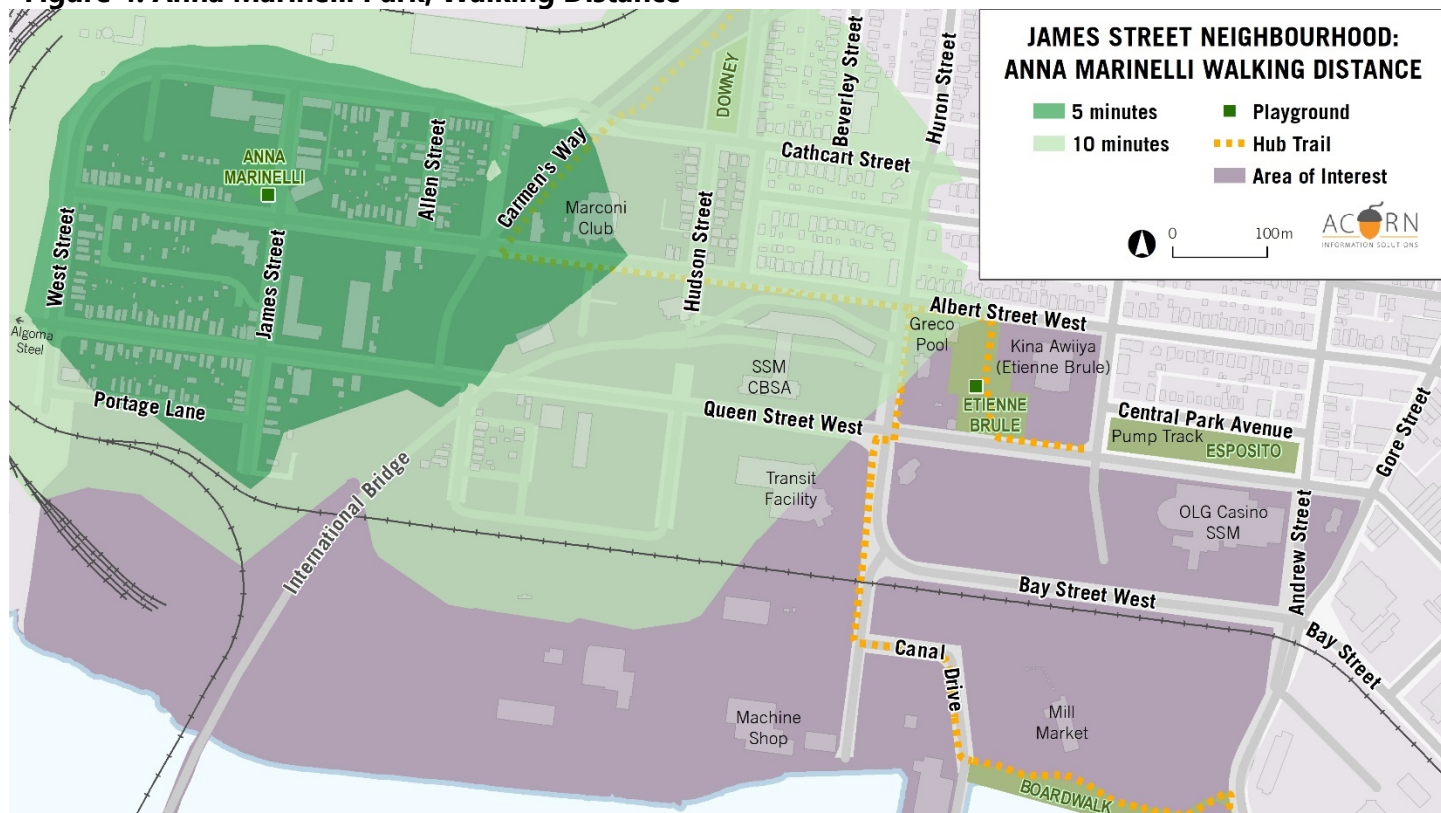 Figure 4: Anna Marinelli Park, Walking Distance
JAMES STREET NEIGHBOURHOOD:
ANNA MARINELLI WALKING DISTANCE
5 minutes
10 minutes
Playground
Hub Trail
Area of Interest
0 100m
ACORN
INFORMATION SOLUTIONS
DOWNEY
Beverley Street
Huron Street
Cathcart Street
ANNA
MARINELLI
Allen Street
Carmen's Way
Marconi
Club
Hudson Street
West Street
James Street
Algoma
Steel
Portage Lane
Albert Street West
Greco
Pool
Kina Awiiya
(Etienne Brule)
SSM
CBSA
ETIENNE
BRULE
Queen Street West
Central Park Avenue
Pump Track
ESPOSITO
Gore Street
International Bridge
Transit
Facility
OLG Casino
SSM
Andrew Street
Bay Street West
Bay Street
Canal
Drive
Machine
Shop
Mill
Market
BOARDWALK